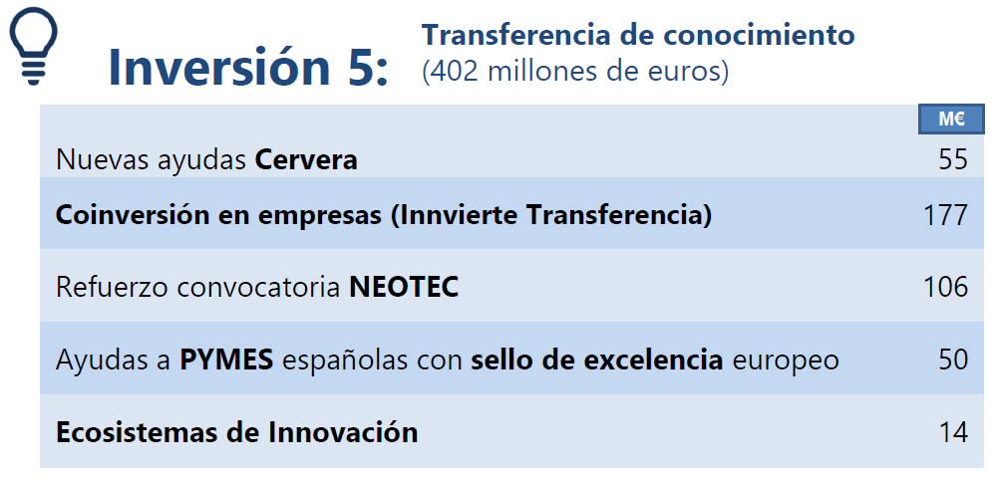 Inversión 5:
Transferencia de conocimiento
(402 millones de euros)
M€
Nuevas ayudas Cervera 55
Coinversión en empresas (Innvierte Transferencia) 177
Refuerzo convocatoria NEOTEC 106
Ayudas a PYMES españolas con sello de excelencia europeo 50
Ecosistemas de Innovación 14